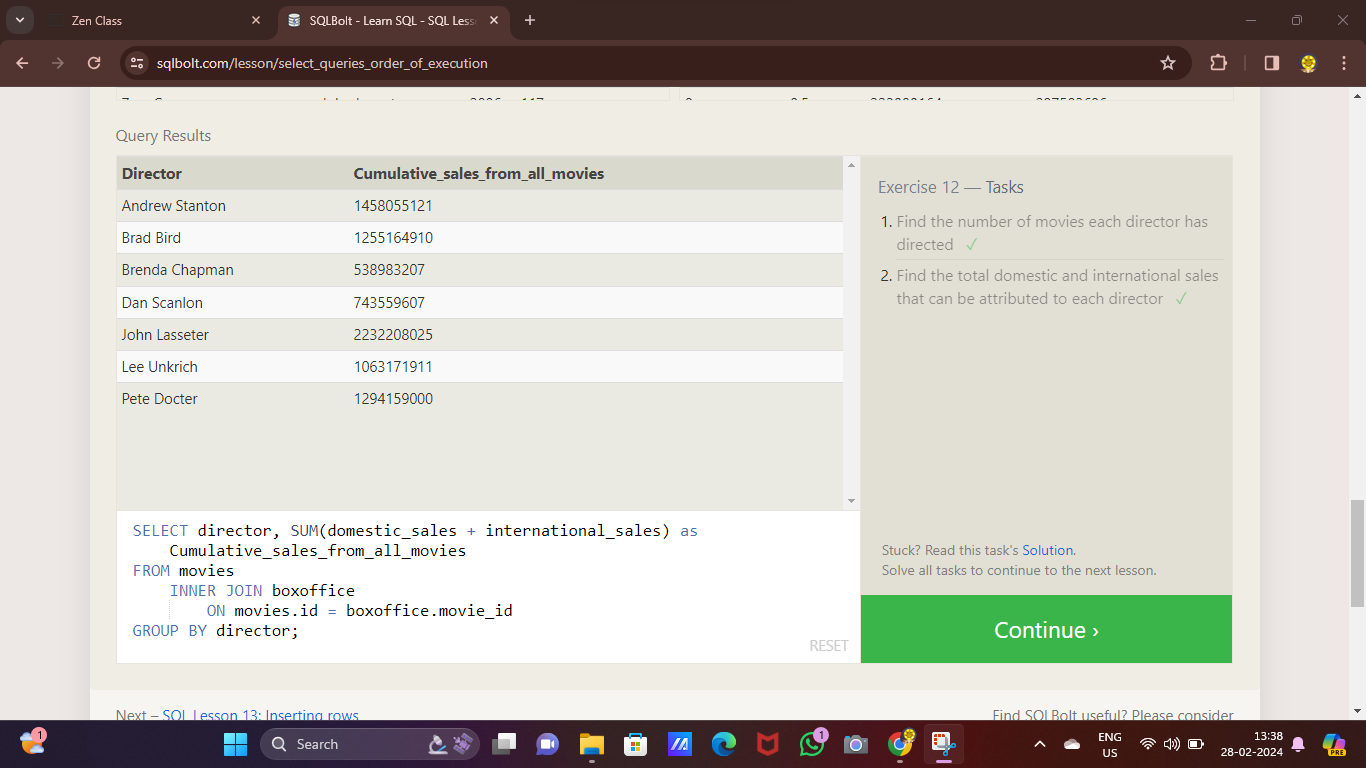 Zen Class
SQLBolt - Learn SQL - SQL Less
sqlbolt.com/lesson/select_queries_order_of_execution
Query Results
Director Cumulative_sales_from_all_movies
Andrew Stanton 1458055121
Brad Bird 1255164910
Brenda Chapman 538983207
Dan Scanlon 743559607
John Lasseter 2232208025
Lee Unkrich 1063171911
Pete Docter 1294159000
Exercise 12 — Tasks
1. Find the number of movies each director has
directed ✓
2. Find the total domestic and international sales
that can be attributed to each director ✓
Stuck? Read this task's Solution.
Solve all tasks to continue to the next lesson.
Continue ›
SELECT director, SUM(domestic_sales + international_sales) as
Cumulative_sales_from_all_movies
FROM movies
INNER JOIN boxoffice
ON movies.id = boxoffice.movie_id
GROUP BY director;
RESET
Next – SQL Lesson 13: Inserting rows
Find SQLBolt useful? Please consider
1
Search
1
ENG
US
13:38
28-02-2024
PRE